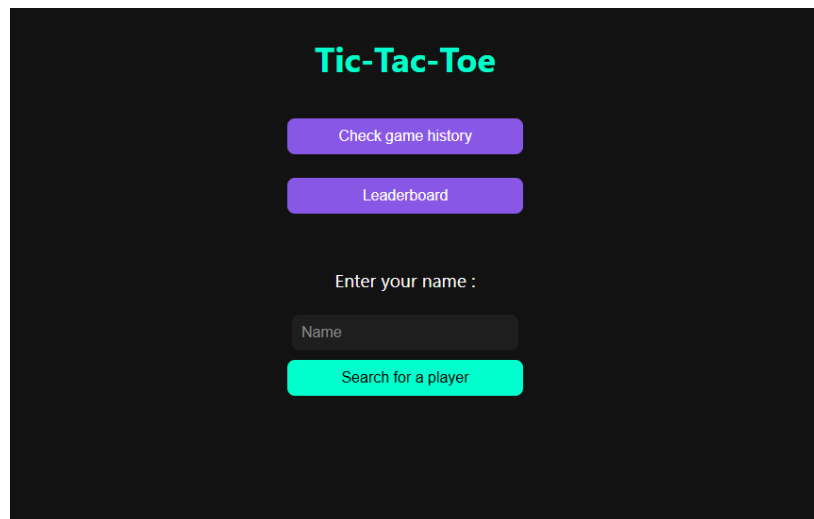 Tic-Tac-Toe
Check game history
Leaderboard
Enter your name :
Name
Search for a player